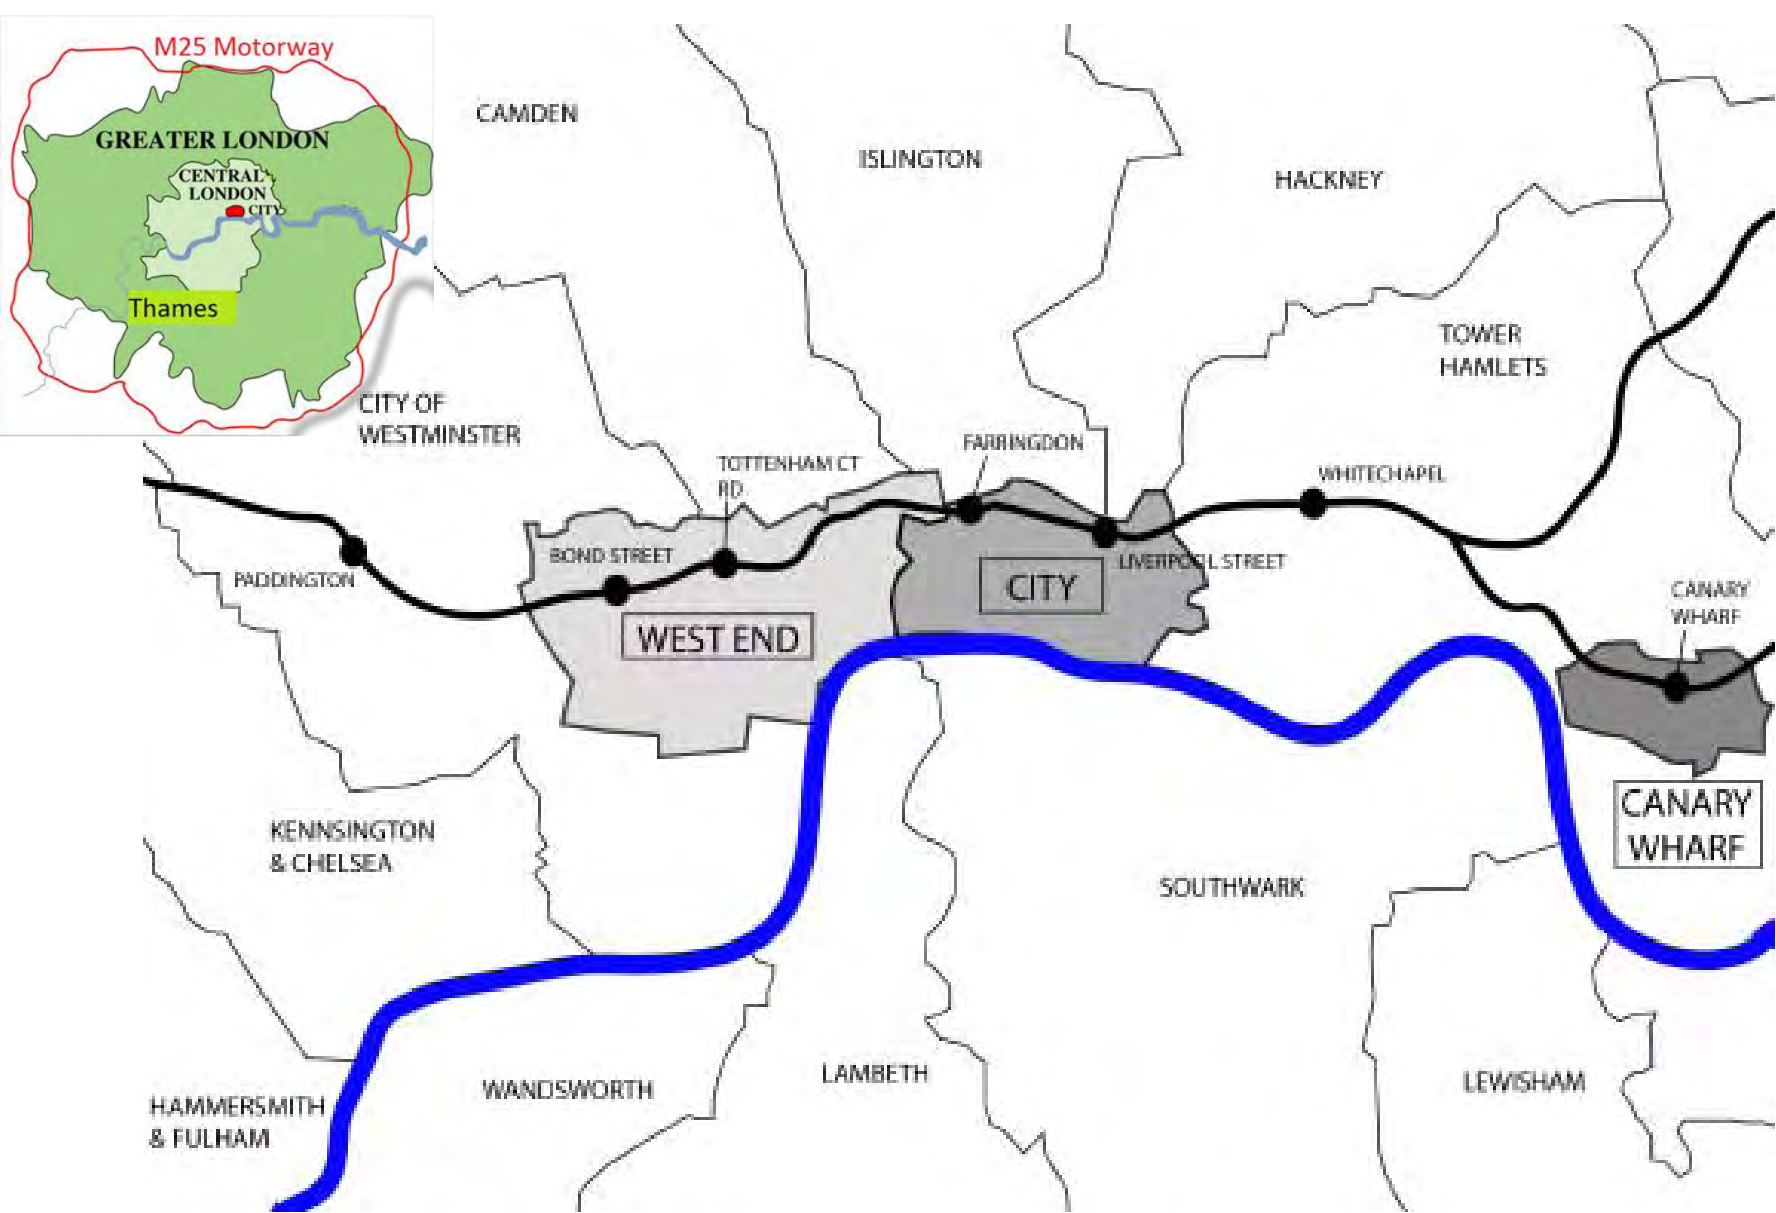 M25 Motorway
GREATER LONDON
CENTRAL
LONDON
CITY
Thames
CAMDEN
ISLINGTON
HACKNEY
TOWER
HAMLETS
CITY OF
WESTMINSTER
TOTTENHAM CT
RD
FARRINGDON
WHITECHAPEL
BOND STREET
PADDINGTON
LIVERPOOL STREET
CITY
WEST END
CANARY
WHARF
CANARY
WHARF
KENNSINGTON
& CHELSEA
SOUTHWARK
HAMMERSMITH
& FULHAM
WANDSWORTH
LAMBETH
LEWISHAM